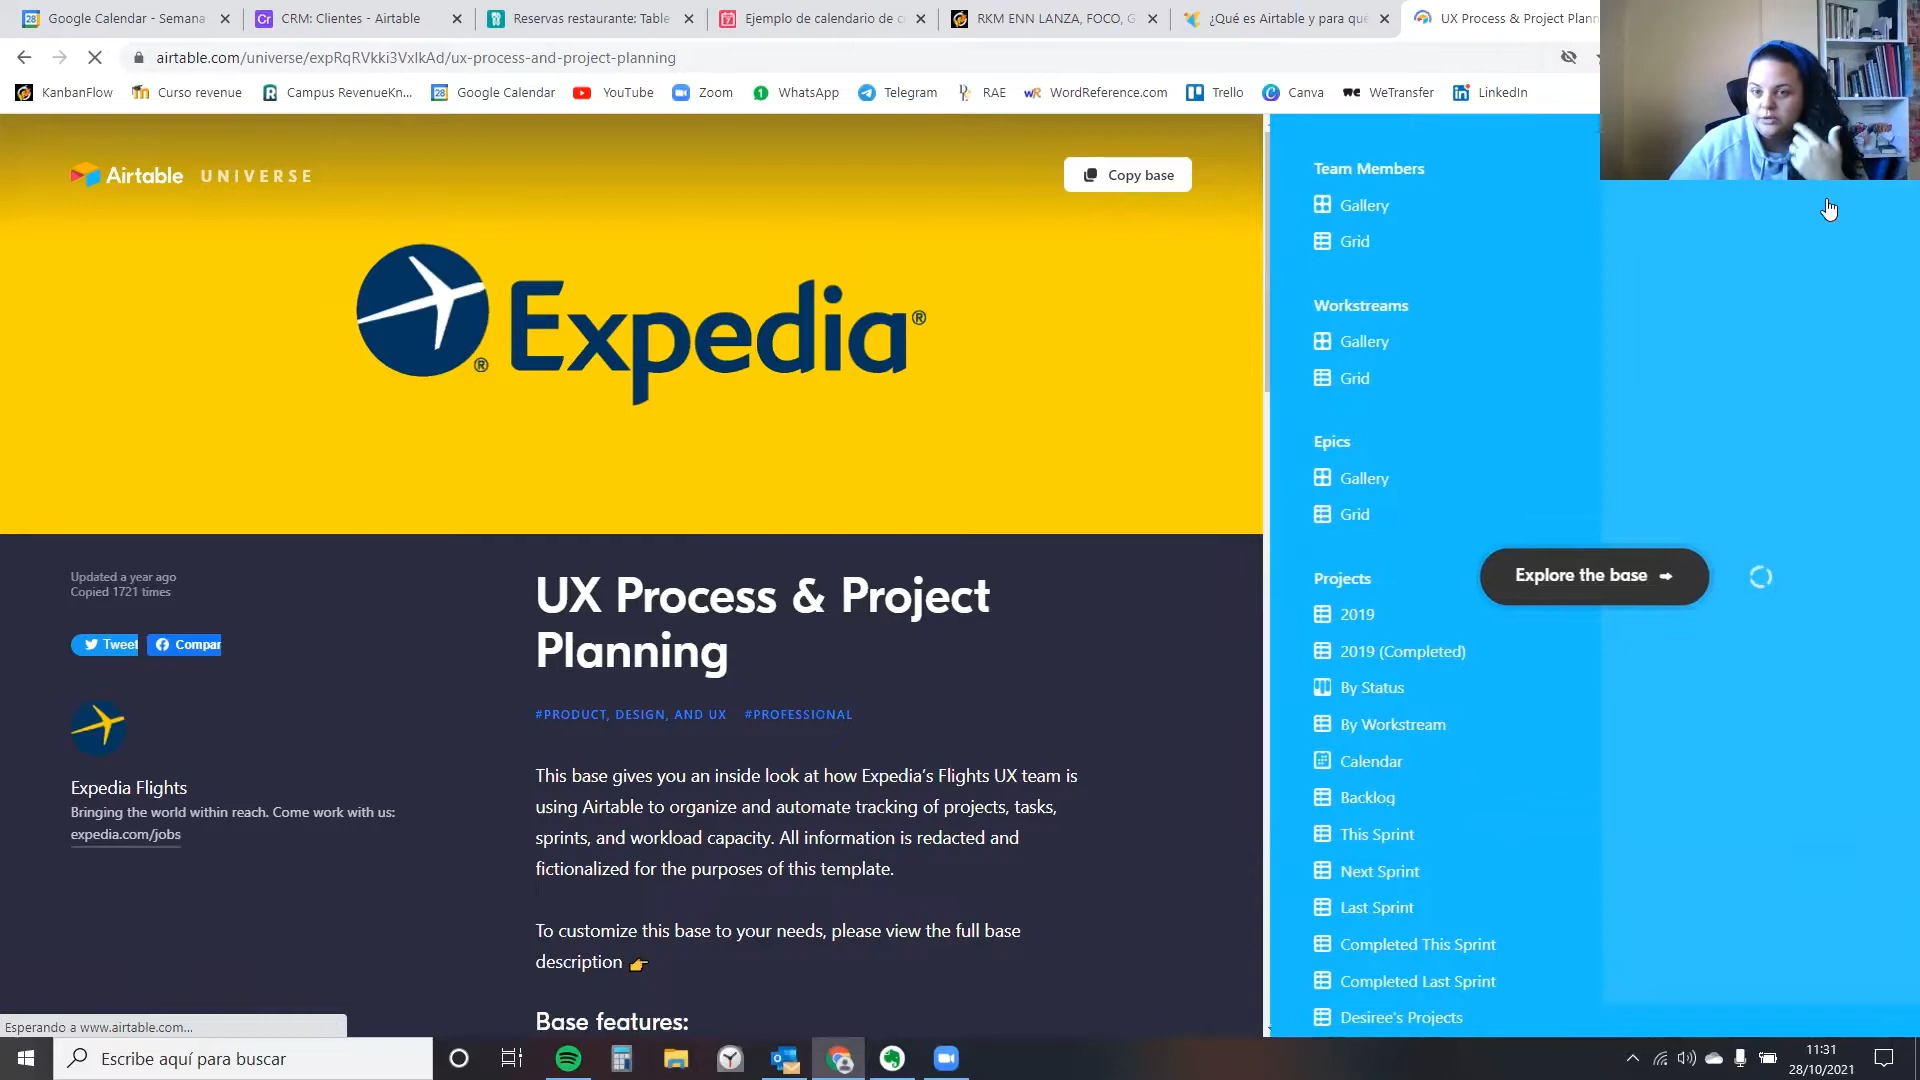 Google Calendar - Semana
CRM: Clientes - Airtable
Reservas restaurante: Table
Ejemplo de calendario de c
RKM ENN LANZA, FOCO, G
¿Qué es Airtable y para qué
UX Process & Project Plann
airtable.com/universe/expRqRVkki3VxlkAd/ux-process-and-project-planning
KanbanFlow
Curso revenue
Campus RevenueKn...
Google Calendar
YouTube
Zoom
WhatsApp
Telegram
RAE
WordReference.com
Trello
Canva
WeTransfer
LinkedIn
Airtable UNIVERSE
Copy base
Expedia®
Updated a year ago
Copied 1721 times
Tweet
Compar
Expedia Flights
Bringing the world within reach. Come work with us:
expedia.com/jobs
UX Process & Project
Planning
#PRODUCT, DESIGN, AND UX #PROFESSIONAL
This base gives you an inside look at how Expedia’s Flights UX team is
using Airtable to organize and automate tracking of projects, tasks,
sprints, and workload capacity. All information is redacted and
fictionalized for the purposes of this template.
To customize this base to your needs, please view the full base
description 👉
Base features:
Team Members
Gallery
Grid
Workstreams
Gallery
Grid
Epics
Gallery
Grid
Projects
2019
2019 (Completed)
By Status
By Workstream
Calendar
Backlog
This Sprint
Next Sprint
Last Sprint
Completed This Sprint
Completed Last Sprint
Desiree's Projects
Explore the base ➡
Esperando a www.airtable.com...
Escribe aquí para buscar
11:31
28/10/2021